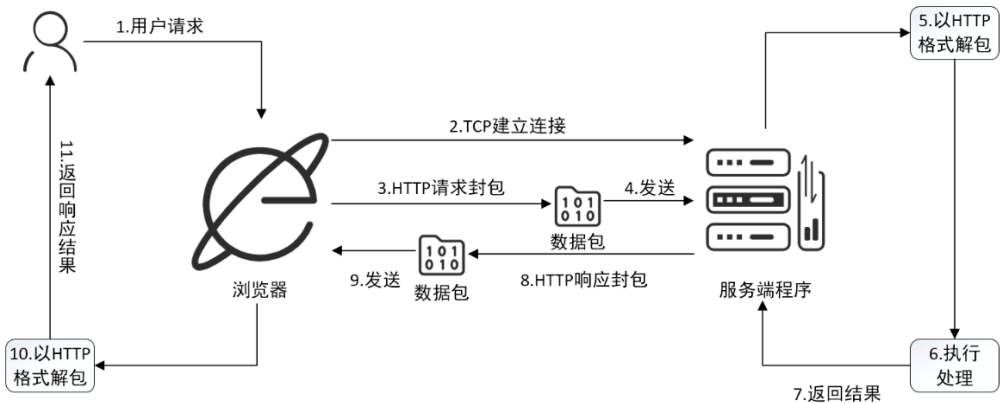 1.用户请求
5.以HTTP
格式解包
2.TCP建立连接
3.HTTP请求封包
4.发送
101
010
数据包
11.返回响应结果
101
010
数据包
9.发送
8.HTTP响应封包
浏览器
服务端程序
10.以HTTP
格式解包
6.执行
处理
7.返回结果